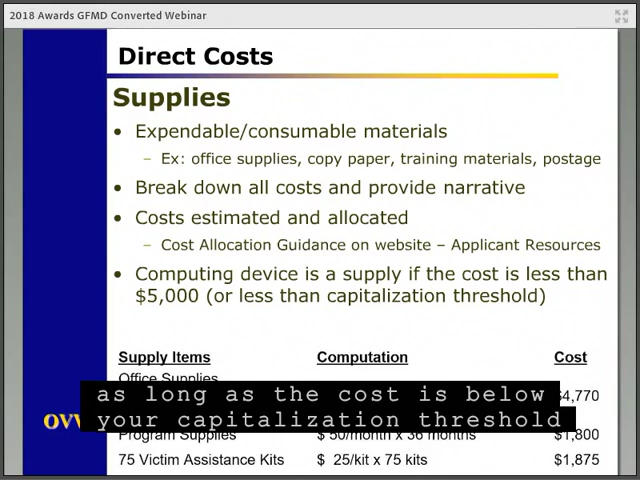 2018 Awards GFMD Converted Webinar
Direct Costs
Supplies
• Expendable/consumable materials
– Ex: office supplies, copy paper, training materials, postage
• Break down all costs and provide narrative
• Costs estimated and allocated
– Cost Allocation Guidance on website – Applicant Resources
• Computing device is a supply if the cost is less than
$5,000 (or less than capitalization threshold)
Supply Items Computation Cost
Office Supplies
$4,770
as long as the cost is below
your capitalization threshold
Program Supplies $ 50/month x 36 months $1,800
75 Victim Assistance Kits $ 25/kit x 75 kits $1,875